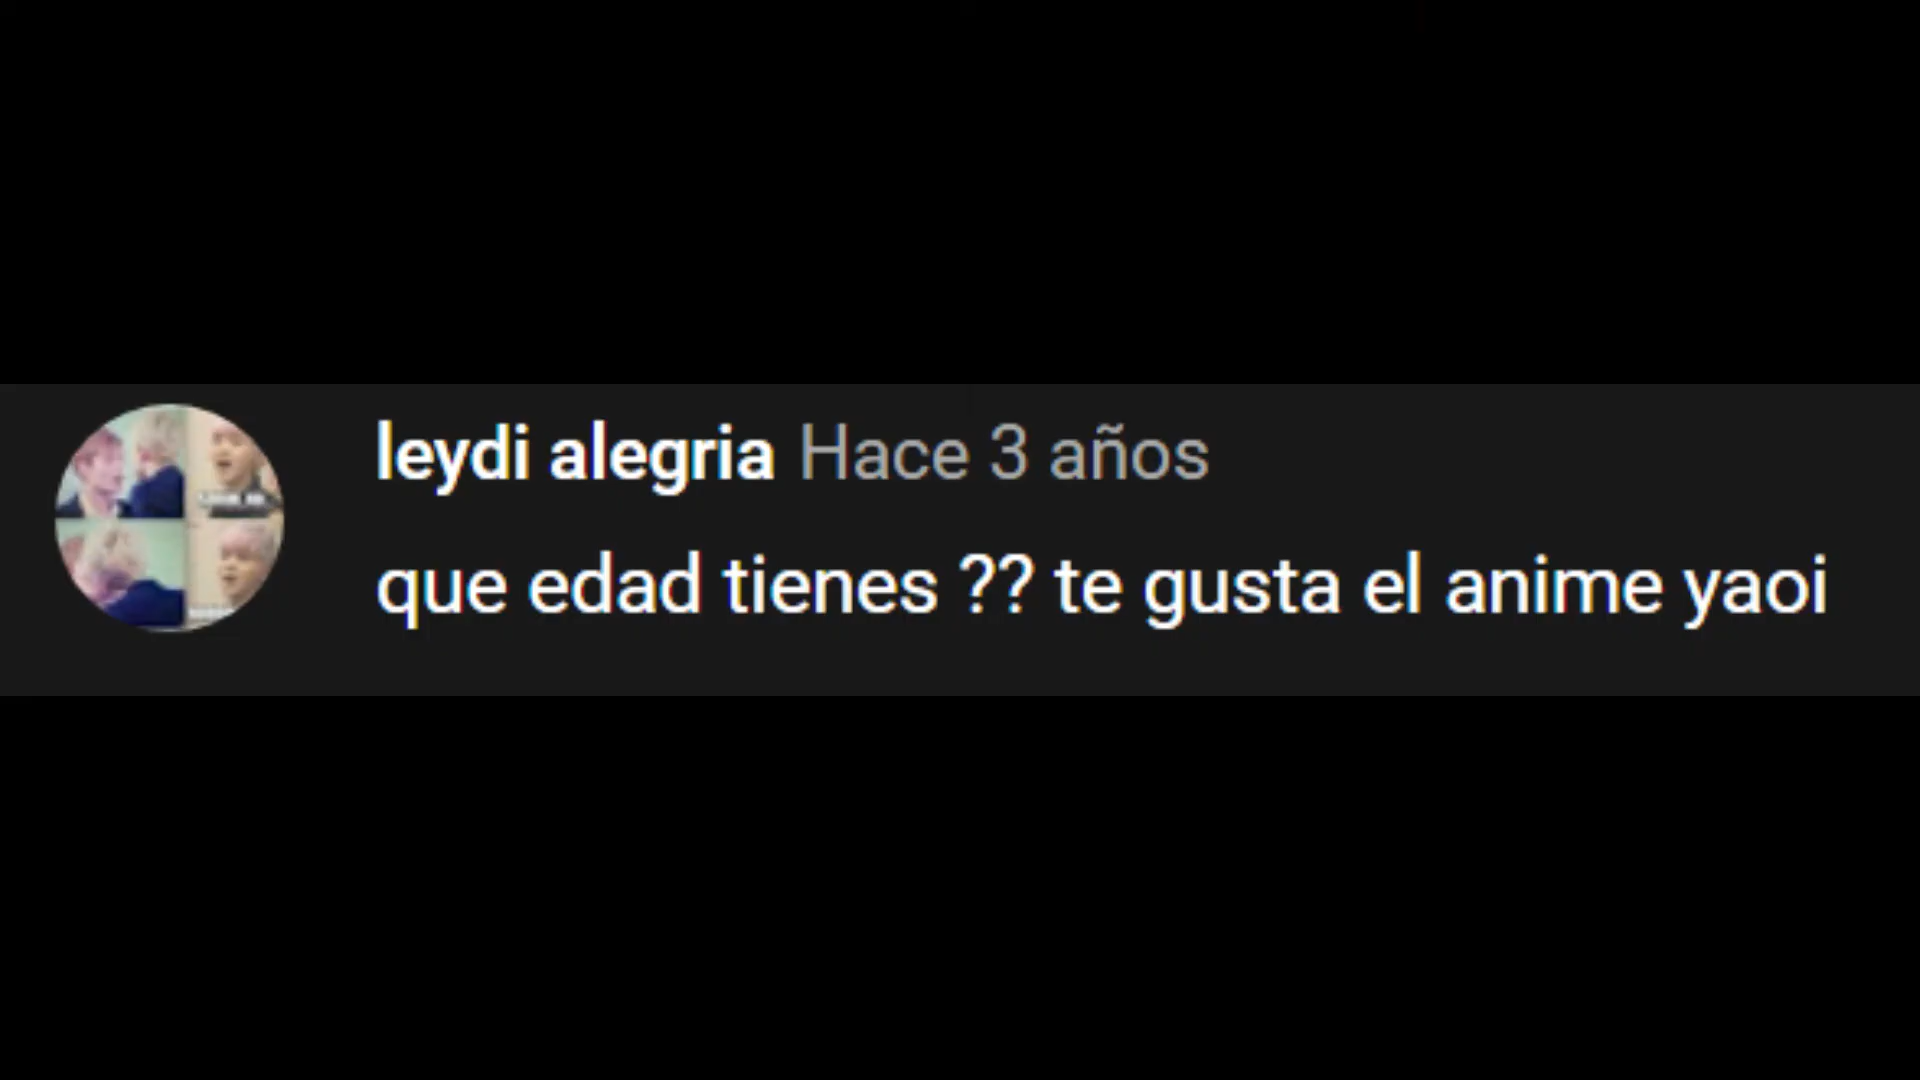 leydi alegria Hace 3 años
que edad tienes ?? te gusta el anime yaoi